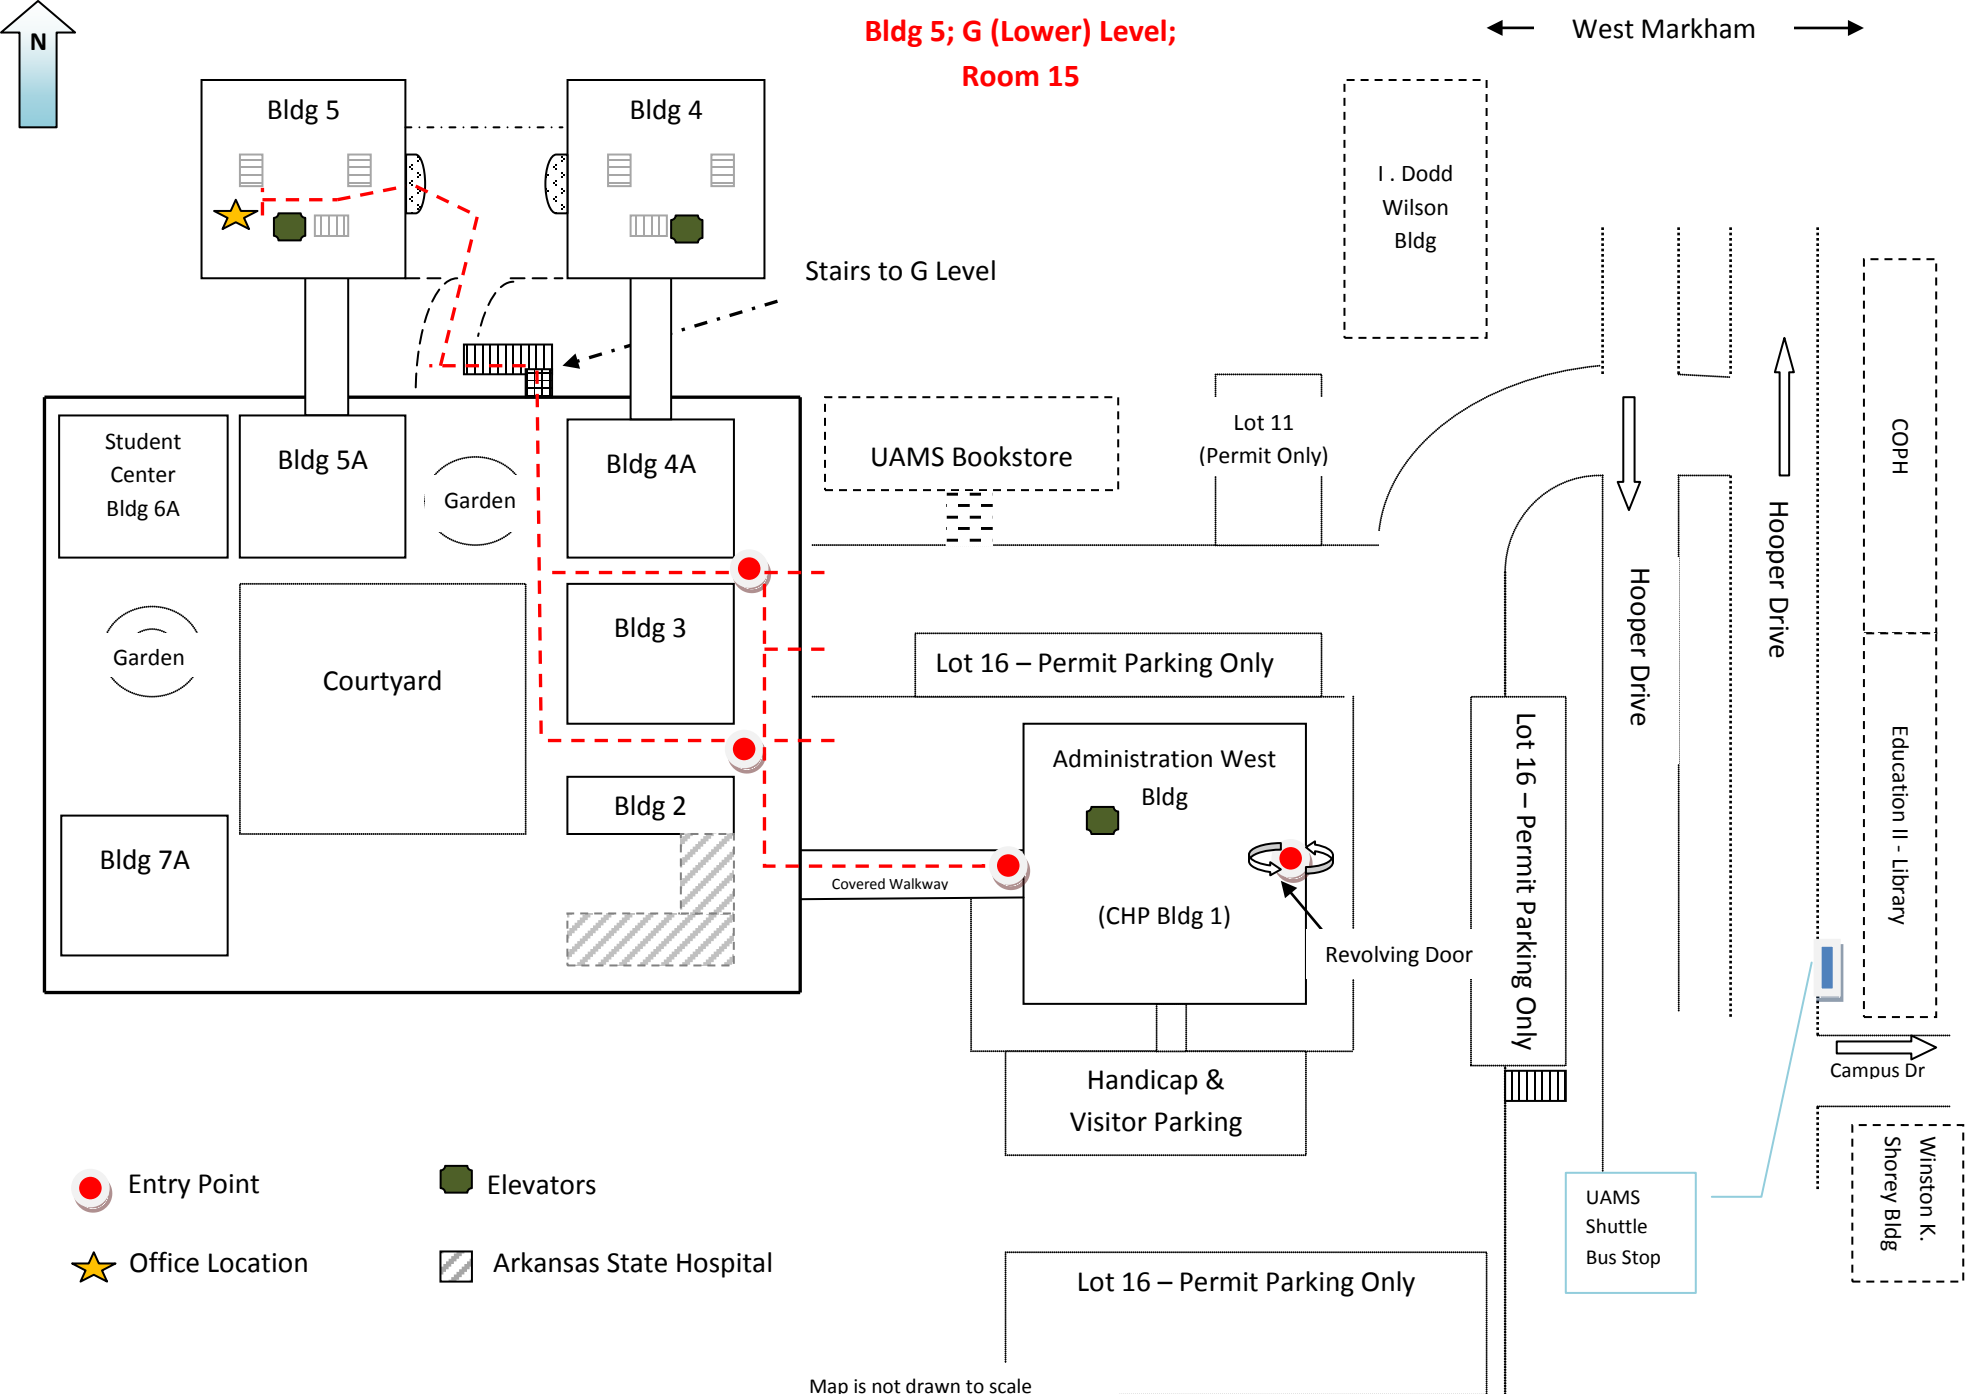 N
Bldg 5; G (Lower) Level;
Room 15
West Markham
Bldg 5
Bldg 4
I . Dodd
Wilson
Bldg
Stairs to G Level
Student
Center
Bldg 6A
Bldg 5A
Garden
Bldg 4A
UAMS Bookstore
Lot 11
(Permit Only)
COPH
Hooper Drive
Hooper Drive
Garden
Courtyard
Bldg 3
Lot 16 – Permit Parking Only
Administration West
Bldg
(CHP Bldg 1)
Lot 16 – Permit Parking Only
Education II - Library
Bldg 2
Bldg 7A
Covered Walkway
Revolving Door
Campus Dr
Handicap &
Visitor Parking
Winston K.
Shorey Bldg
Entry Point
Elevators
UAMS
Shuttle
Bus Stop
Office Location
Arkansas State Hospital
Lot 16 – Permit Parking Only
Map is not drawn to scale